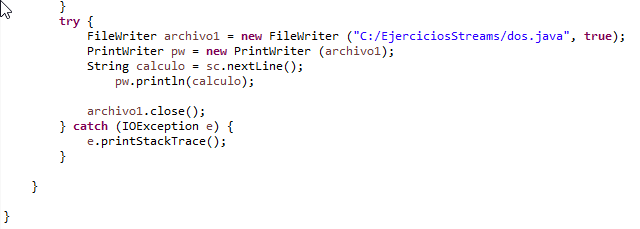 }
try {
FileWriter archivo1 = new FileWriter ("C:/EjerciciosStreams/dos.java", true);
PrintWriter pw = new PrintWriter (archivo1);
String calculo = sc.nextLine();
pw.println(calculo);
archivo1.close();
} catch (IOException e) {
e.printStackTrace();
}
}
}